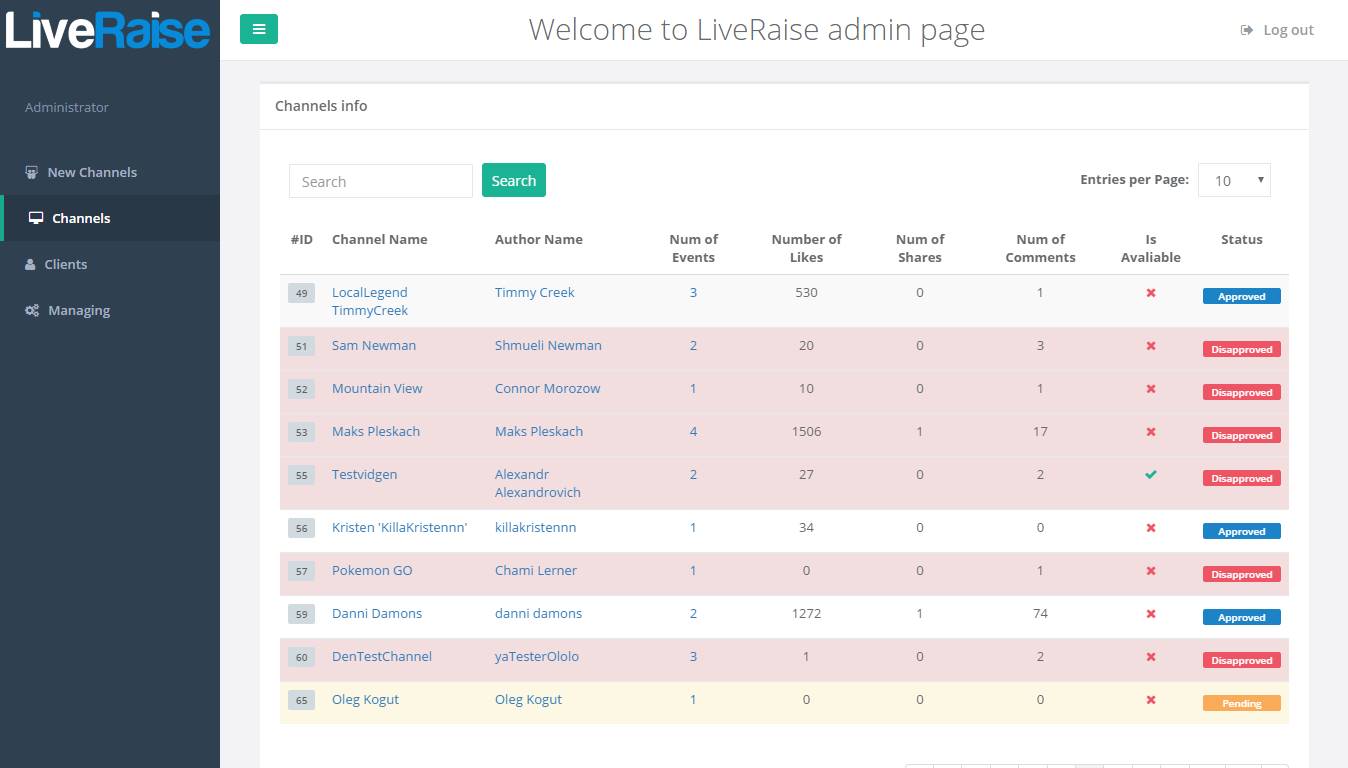 LiveRaise
Welcome to LiveRaise admin page
Log out
Administrator
New Channels
Channels
Clients
Managing
Channels info
Search
Search
Entries per Page: 10
#ID Channel Name Author Name Num of Events Number of Likes Num of Shares Num of Comments Is Avaliable Status
49 LocalLegend TimmyCreek Timmy Creek 3 530 0 1 Approved
51 Sam Newman Shmueli Newman 2 20 0 3 Disapproved
52 Mountain View Connor Morozow 1 10 0 1 Disapproved
53 Maks Pleskach Maks Pleskach 4 1506 1 17 Disapproved
55 Testvidgen Alexandr Alexandrovich 2 27 0 2 Disapproved
56 Kristen 'KillaKristennn' killakristennn 1 34 0 0 Approved
57 Pokemon GO Chami Lerner 1 0 0 1 Disapproved
59 Danni Damons danni damons 2 1272 1 74 Approved
60 DenTestChannel yaTesterOlolo 3 1 0 2 Disapproved
65 Oleg Kogut Oleg Kogut 1 0 0 0 Pending